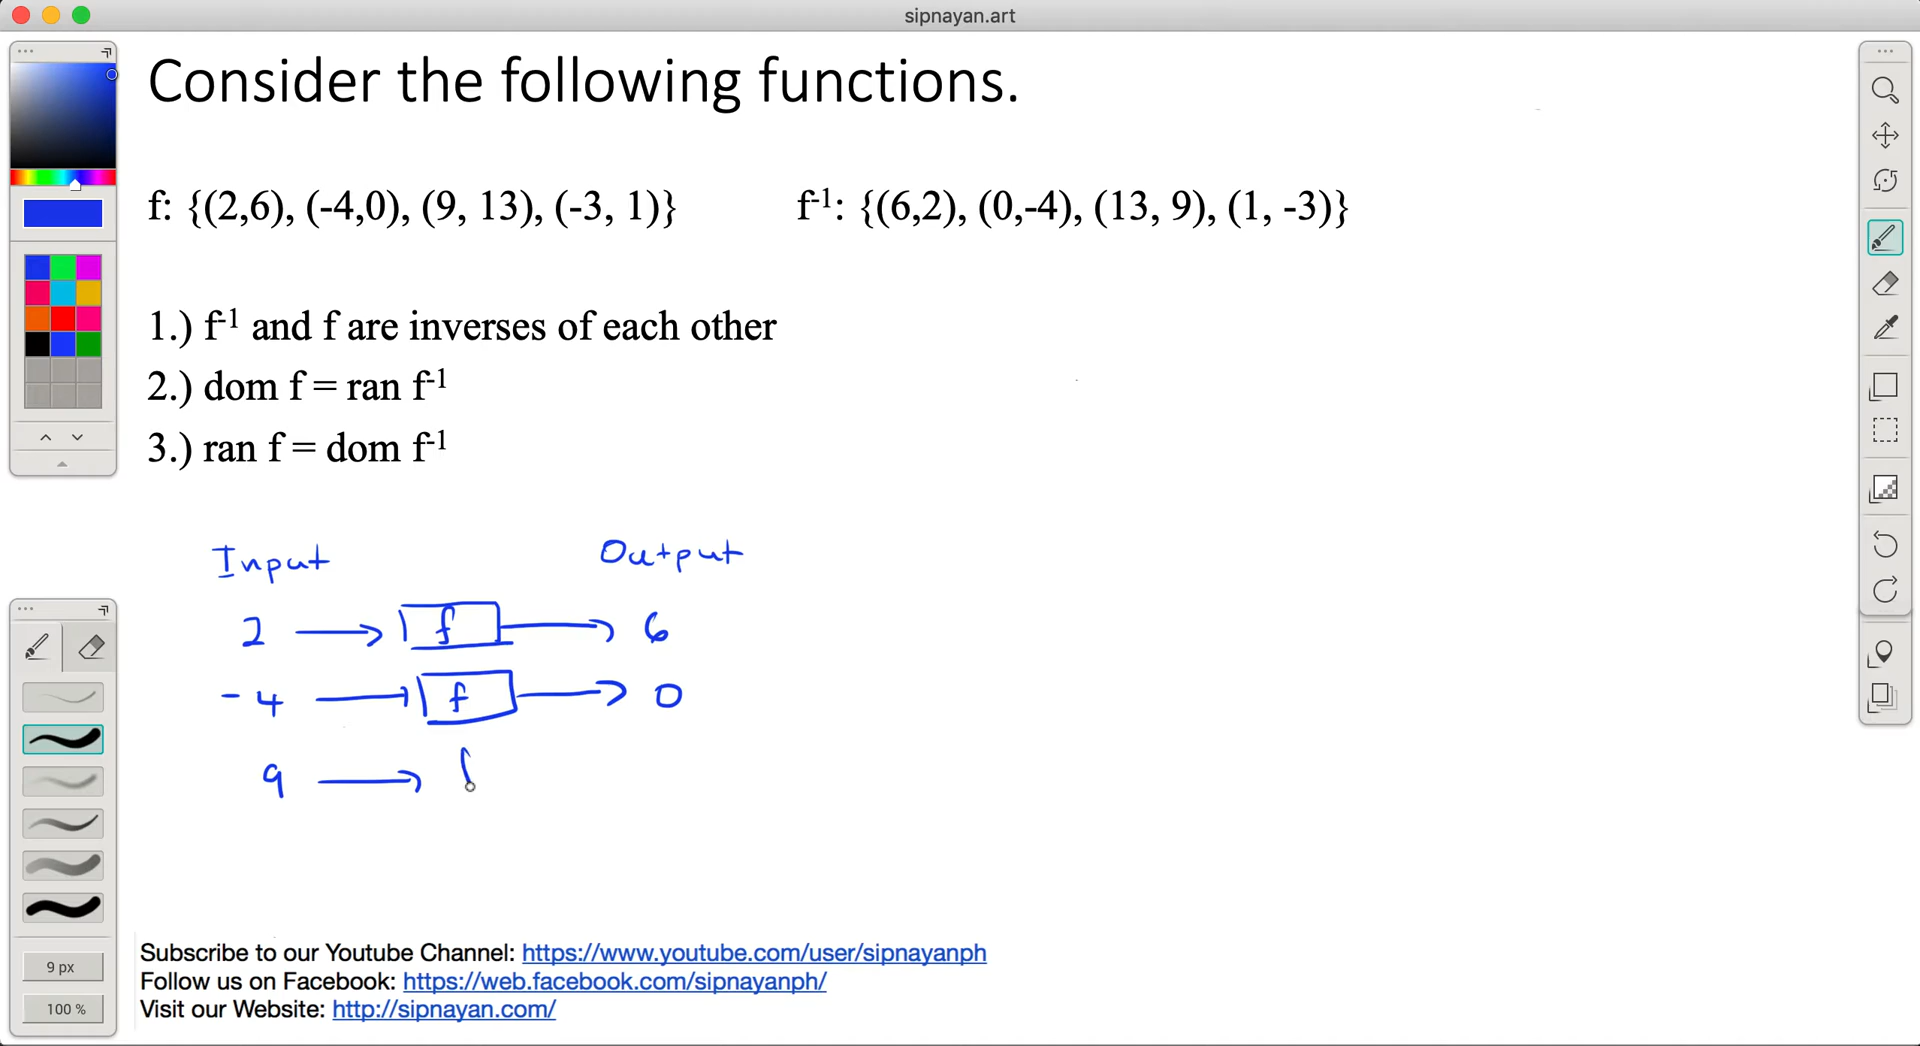 sipnayan.art
Consider the following functions.
f: {(2,6), (-4,0), (9, 13), (-3, 1)} f⁻¹: {(6,2), (0,-4), (13, 9), (1, -3)}
1.) f⁻¹ and f are inverses of each other
2.) dom f = ran f⁻¹
3.) ran f = dom f⁻¹
Input Output
2 → f → 6
-4 → f → 0
9 →
Subscribe to our Youtube Channel: https://www.youtube.com/user/sipnayanph
Follow us on Facebook: https://web.facebook.com/sipnayanph/
Visit our Website: http://sipnayan.com/
9 px
100 %